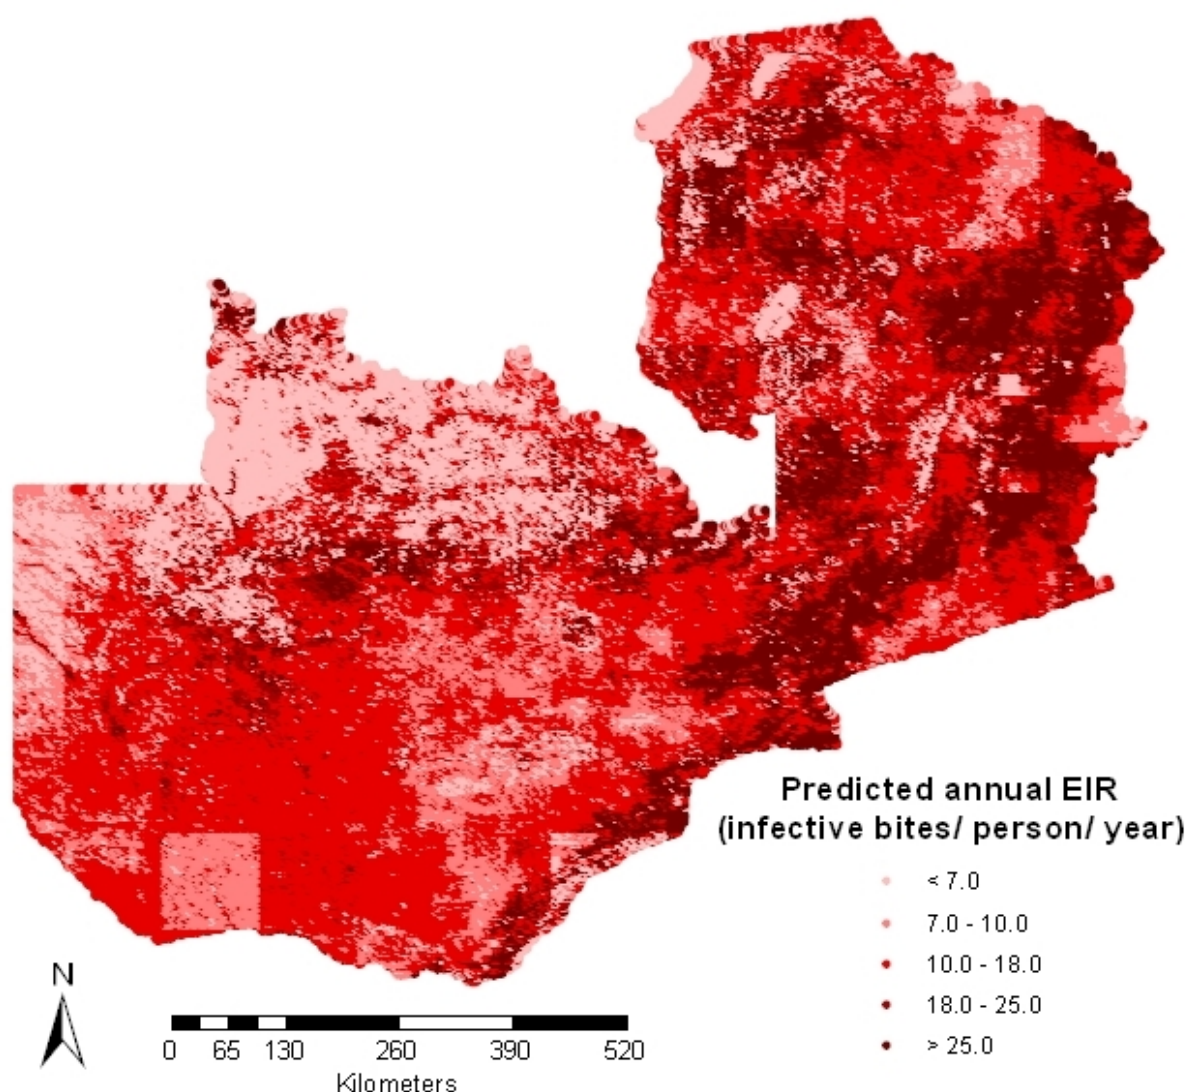 Predicted annual EIR
(infective bites/ person/ year)
< 7.0
7.0 - 10.0
10.0 - 18.0
18.0 - 25.0
> 25.0
N
0 65 130 260 390 520
Kilometers